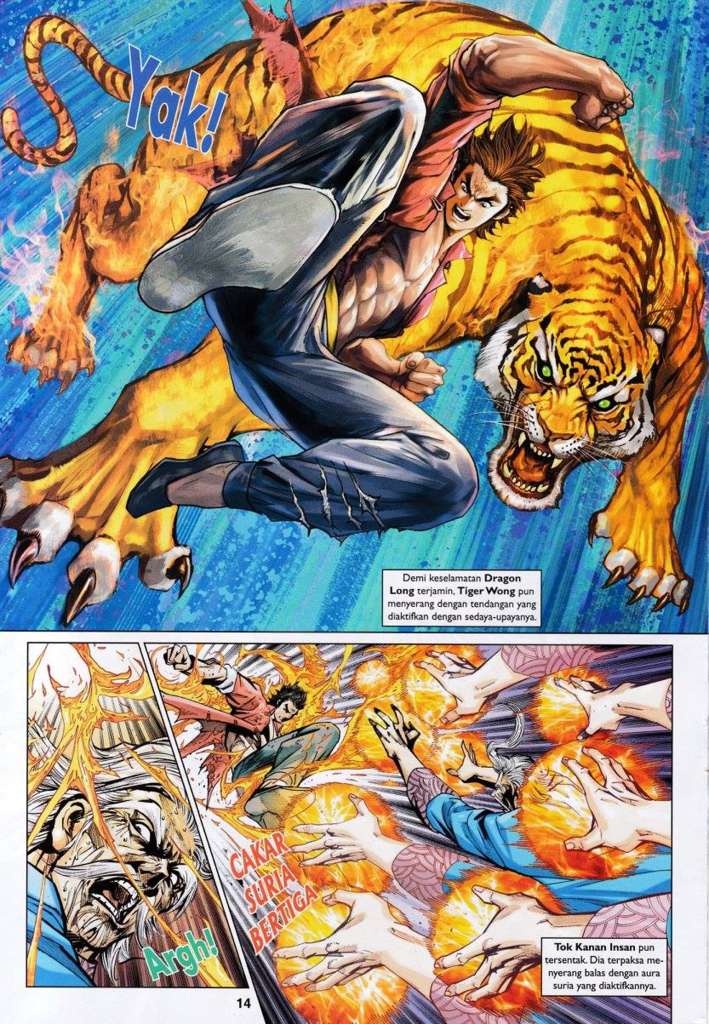 Yak!
Demi keselamatan Dragon
Long terjamin, Tiger Wong pun
menyerang dengan tendangan yang
diaktifkan dengan sedaya-upayanya.
Argh!
CAKAR
SURIA
BERTIGA
Tok Kanan Insan pun
tersentak. Dia terpaksa me-
nyerang balas dengan aura
suria yang diaktifkannya.
14